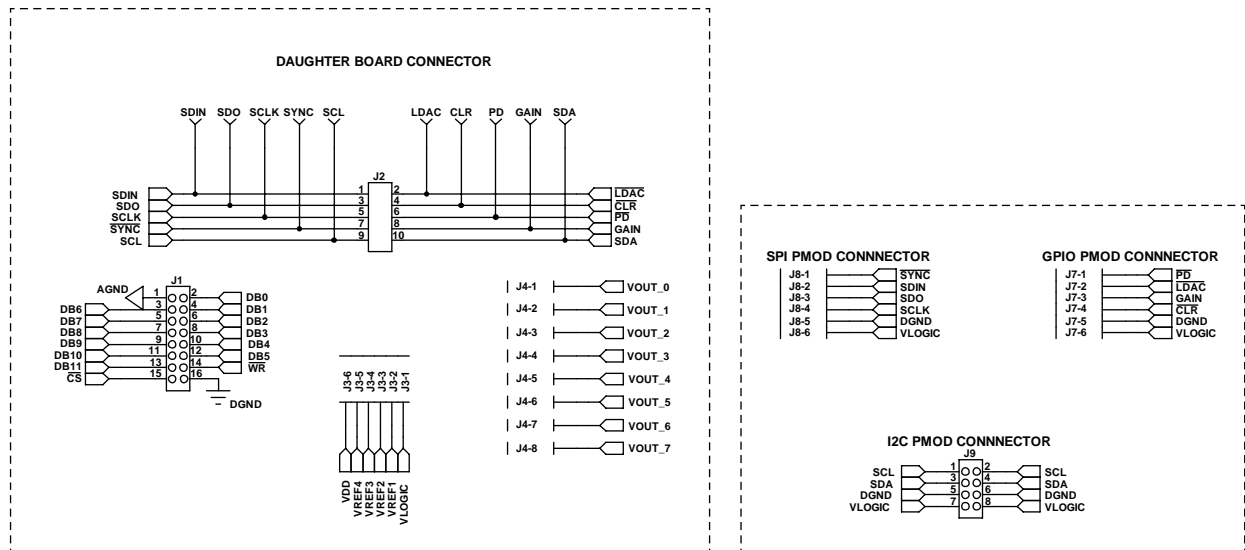 DAUGHTER BOARD CONNECTOR
SDIN SDO SCLK SYNC SCL LDAC CLR PD GAIN SDA
J2
SDIN 1 2 LDAC
SDO 3 4 CLR
SCLK 5 6 PD
SYNC 7 8 GAIN
SCL 9 10 SDA
J1
AGND 1 2 DB0
DB6 3 4 DB1
DB7 5 6 DB2
DB8 7 8 DB3
DB9 9 10 DB4
DB10 11 12 DB5
DB11 13 14 WR
CS 15 16
DGND
J3-6 J3-5 J3-4 J3-3 J3-2 J3-1
VDD VREF4 VREF3 VREF2 VREF1 VLOGIC
J4-1 VOUT_0
J4-2 VOUT_1
J4-3 VOUT_2
J4-4 VOUT_3
J4-5 VOUT_4
J4-6 VOUT_5
J4-7 VOUT_6
J4-8 VOUT_7
SPI PMOD CONNNECTOR
J8-1 SYNC
J8-2 SDIN
J8-3 SDO
J8-4 SCLK
J8-5 DGND
J8-6 VLOGIC
GPIO PMOD CONNNECTOR
J7-1 PD
J7-2 LDAC
J7-3 GAIN
J7-4 CLR
J7-5 DGND
J7-6 VLOGIC
I2C PMOD CONNNECTOR
J9
SCL 1 2 SCL
SDA 3 4 SDA
DGND 5 6 DGND
VLOGIC 7 8 VLOGIC